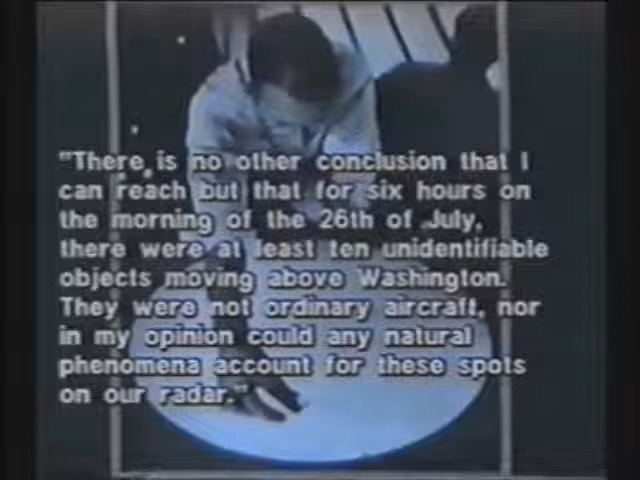 "There is no other conclusion that I
can reach but that for six hours on
the morning of the 26th of July,
there were at least ten unidentifiable
objects moving above Washington.
They were not ordinary aircraft, nor
in my opinion could any natural
phenomena account for these spots
on our radar."